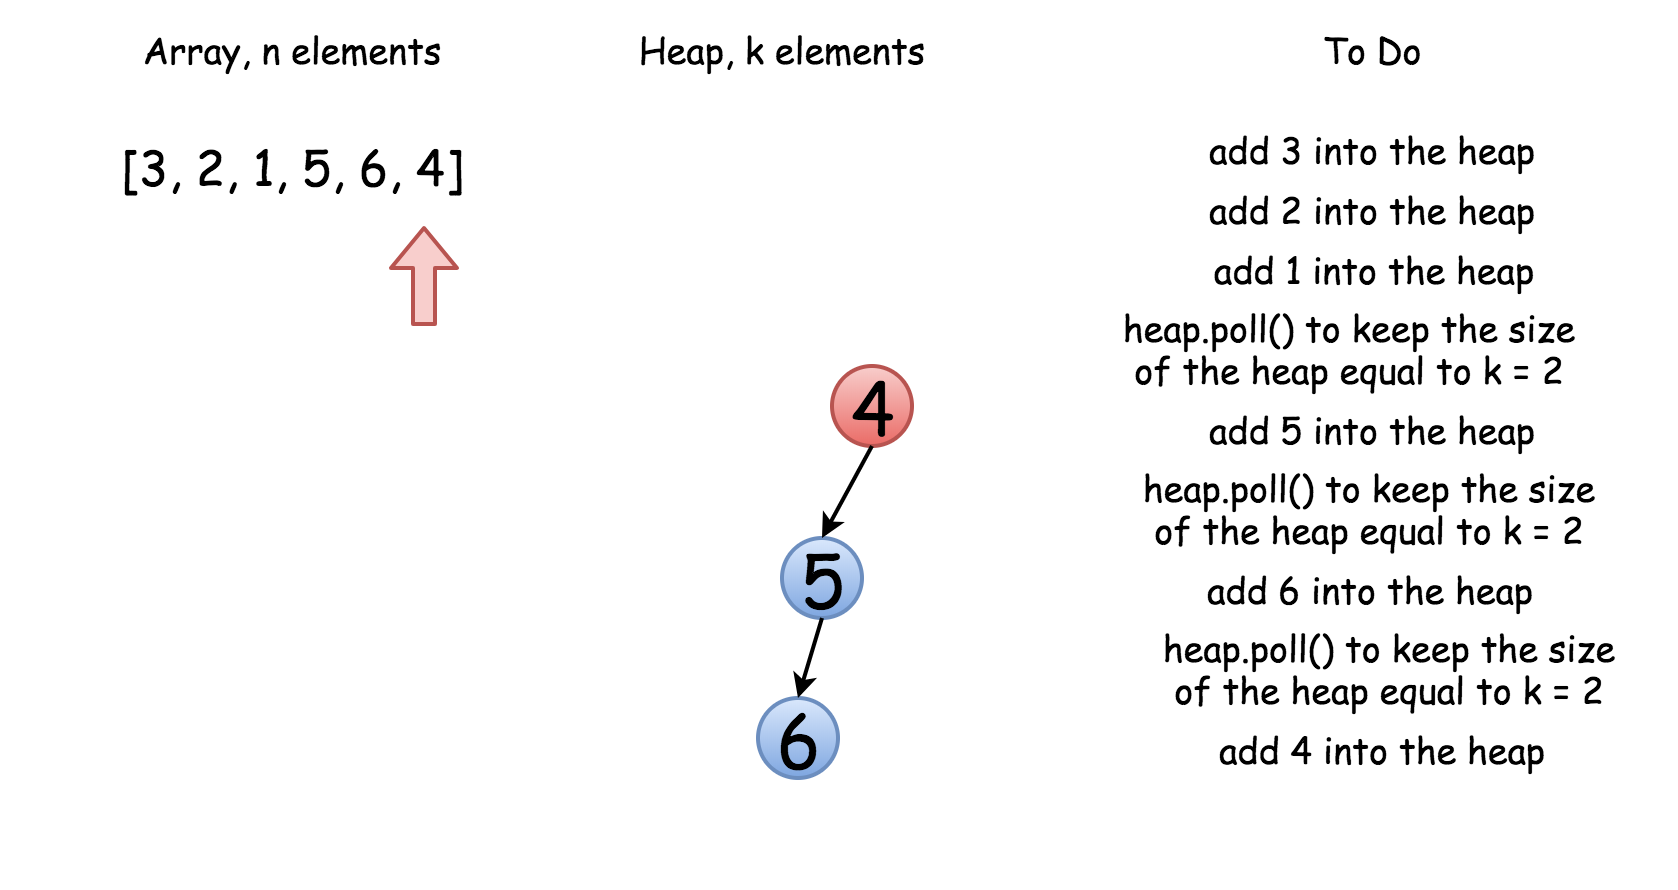 Array, n elements
Heap, k elements
To Do
[3, 2, 1, 5, 6, 4]
add 3 into the heap
add 2 into the heap
add 1 into the heap
heap.poll() to keep the size
of the heap equal to k = 2
add 5 into the heap
heap.poll() to keep the size
of the heap equal to k = 2
add 6 into the heap
heap.poll() to keep the size
of the heap equal to k = 2
add 4 into the heap
4
5
6